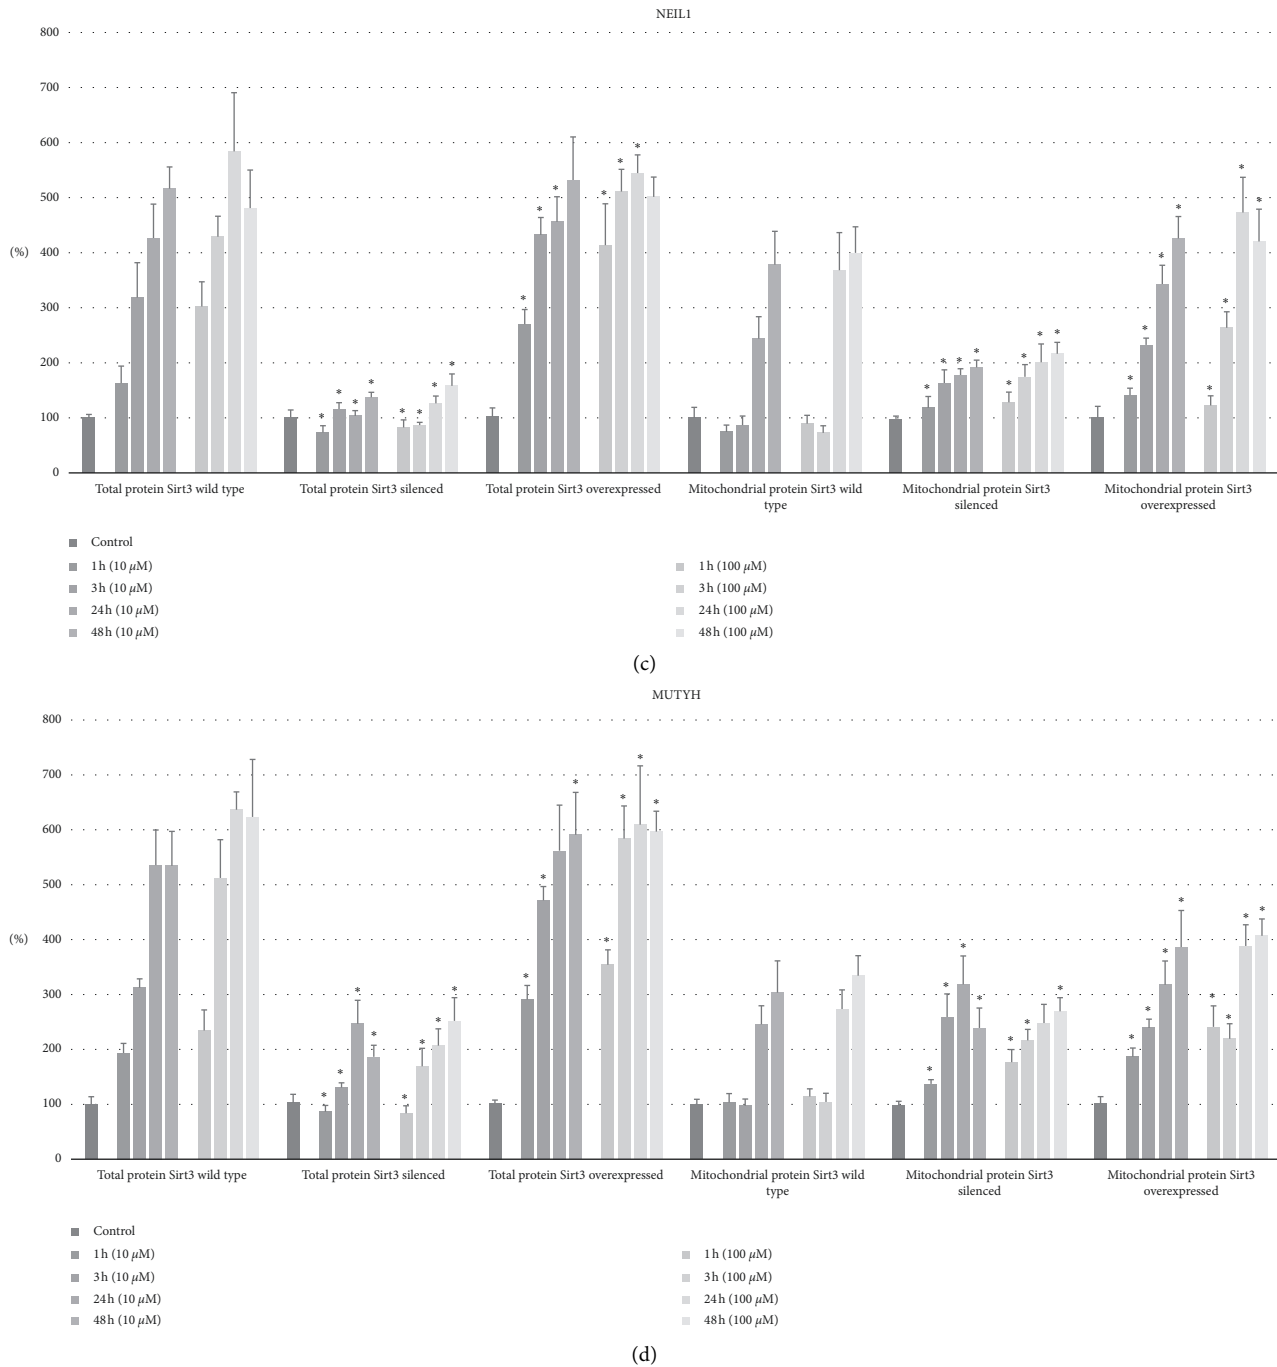 NEIL1
800
700
600
500
(%) 400
300
200
100
0
* * * * * * * *
* * * * * *
* * * * * * * *
* * * * * * * *
Total protein Sirt3 wild type
Total protein Sirt3 silenced
Total protein Sirt3 overexpressed
Mitochondrial protein Sirt3 wild
type
Mitochondrial protein Sirt3
silenced
Mitochondrial protein Sirt3
overexpressed
Control
1 h (10 μM)
3 h (10 μM)
24 h (10 μM)
48 h (10 μM)
1 h (100 μM)
3 h (100 μM)
24 h (100 μM)
48 h (100 μM)
(c)
MUTYH
800
700
600
500
(%) 400
300
200
100
0
* * * * * * * *
* * * * * * *
* * * * * * *
* * * * * * * *
Total protein Sirt3 wild type
Total protein Sirt3 silenced
Total protein Sirt3 overexpressed
Mitochondrial protein Sirt3 wild
type
Mitochondrial protein Sirt3
silenced
Mitochondrial protein Sirt3
overexpressed
Control
1 h (10 μM)
3 h (10 μM)
24 h (10 μM)
48 h (10 μM)
1 h (100 μM)
3 h (100 μM)
24 h (100 μM)
48 h (100 μM)
(d)